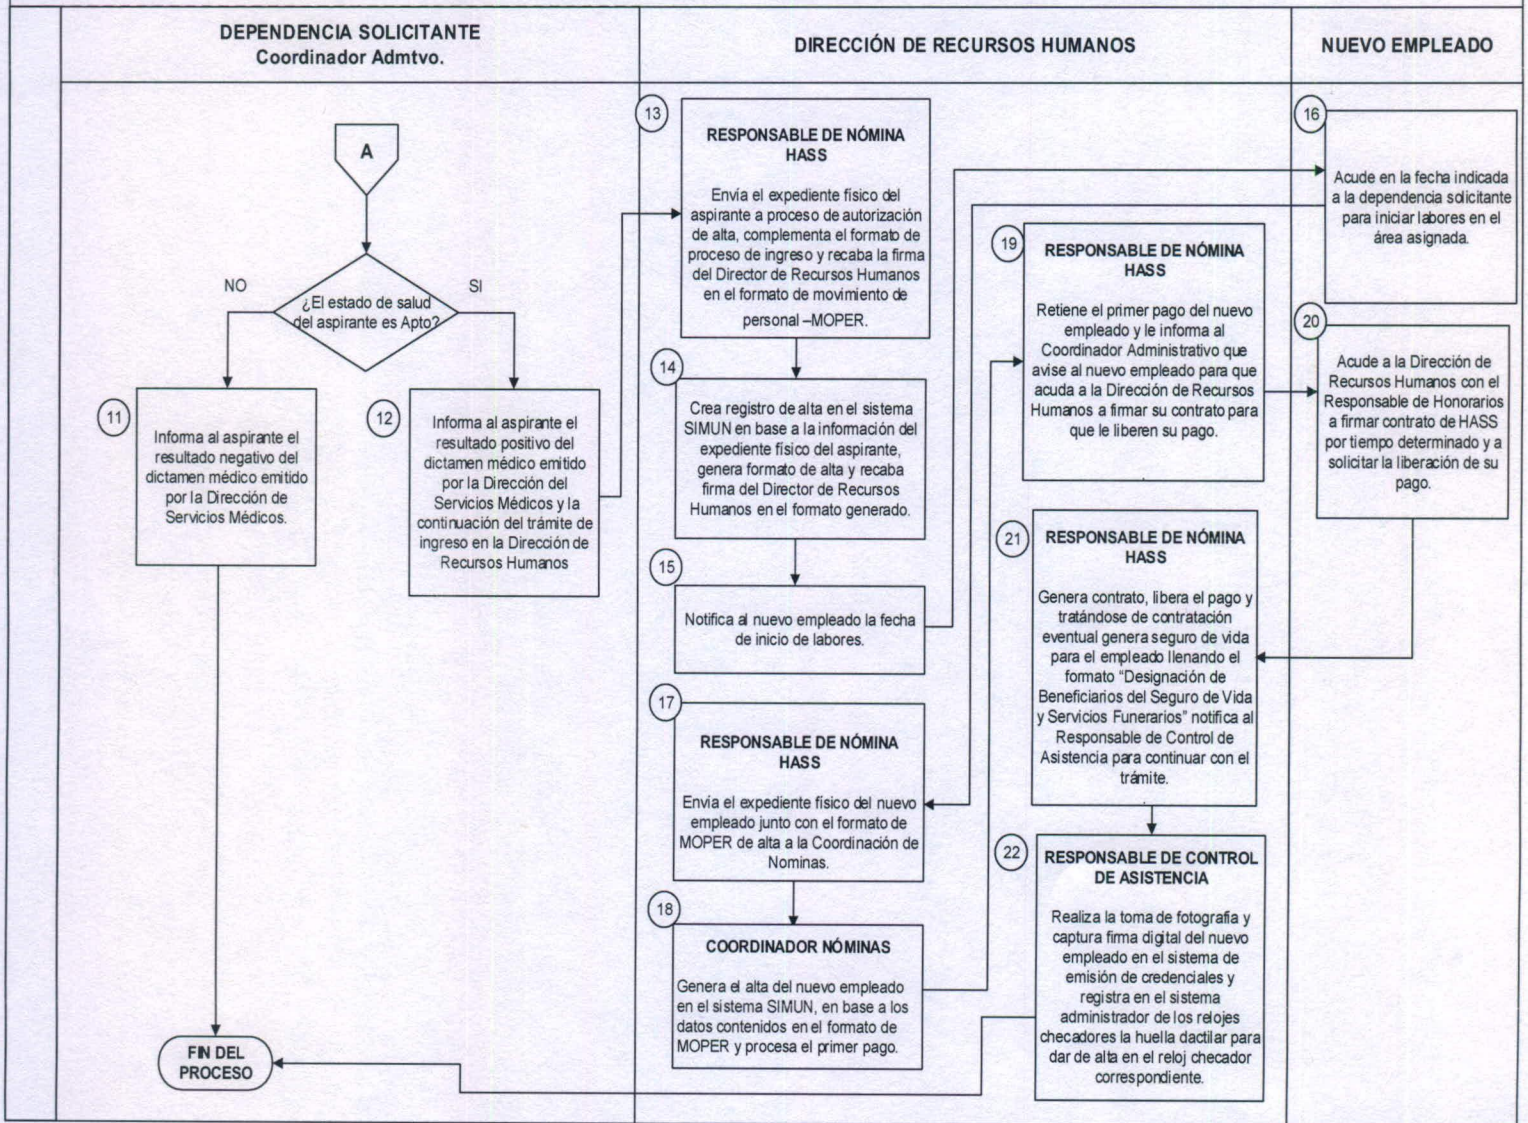 DEPENDENCIA SOLICITANTE
Coordinador Admtvo.
DIRECCIÓN DE RECURSOS HUMANOS
NUEVO EMPLEADO
A
NO
SI
¿El estado de salud
del aspirante es Apto?
11
Informa al aspirante el
resultado negativo del
dictamen médico emitido
por la Dirección de
Servicios Médicos.
12
Informa al aspirante el
resultado positivo del
dictamen médico emitido
por la Dirección del
Servicios Médicos y la
continuación del trámite de
ingreso en la Dirección de
Recursos Humanos
13
RESPONSABLE DE NÓMINA
HASS
Envía el expediente físico del
aspirante a proceso de autorización
de alta, complementa el formato de
proceso de ingreso y recaba la firma
del Director de Recursos Humanos
en el formato de movimiento de
personal –MOPER.
14
Crea registro de alta en el sistema
SIMUN en base a la información del
expediente físico del aspirante,
genera formato de alta y recaba
firma del Director de Recursos
Humanos en el formato generado.
15
Notifica al nuevo empleado la fecha
de inicio de labores.
16
Acude en la fecha indicada
a la dependencia solicitante
para iniciar labores en el
área asignada.
17
RESPONSABLE DE NÓMINA
HASS
Envía el expediente físico del nuevo
empleado junto con el formato de
MOPER de alta a la Coordinación de
Nominas.
18
COORDINADOR NÓMINAS
Genera el alta del nuevo empleado
en el sistema SIMUN, en base a los
datos contenidos en el formato de
MOPER y procesa el primer pago.
19
RESPONSABLE DE NÓMINA
HASS
Retiene el primer pago del nuevo
empleado y le informa al
Coordinador Administrativo que
avise al nuevo empleado para que
acuda a la Dirección de Recursos
Humanos a firmar su contrato para
que le liberen su pago.
20
Acude a la Dirección de
Recursos Humanos con el
Responsable de Honorarios
a firmar contrato de HASS
por tiempo determinado y a
solicitar la liberación de su
pago.
21
RESPONSABLE DE NÓMINA
HASS
Genera contrato, libera el pago y
tratándose de contratación
eventual genera seguro de vida
para el empleado llenando el
formato “Designación de
Beneficiarios del Seguro de Vida
y Servicios Funerarios” notifica al
Responsable de Control de
Asistencia para continuar con el
trámite.
22
RESPONSABLE DE CONTROL
DE ASISTENCIA
Realiza la toma de fotografía y
captura firma digital del nuevo
empleado en el sistema de
emisión de credenciales y
registra en el sistema
administrador de los relojes
checadores la huella dactilar para
dar de alta en el reloj checador
correspondiente.
FIN DEL
PROCESO